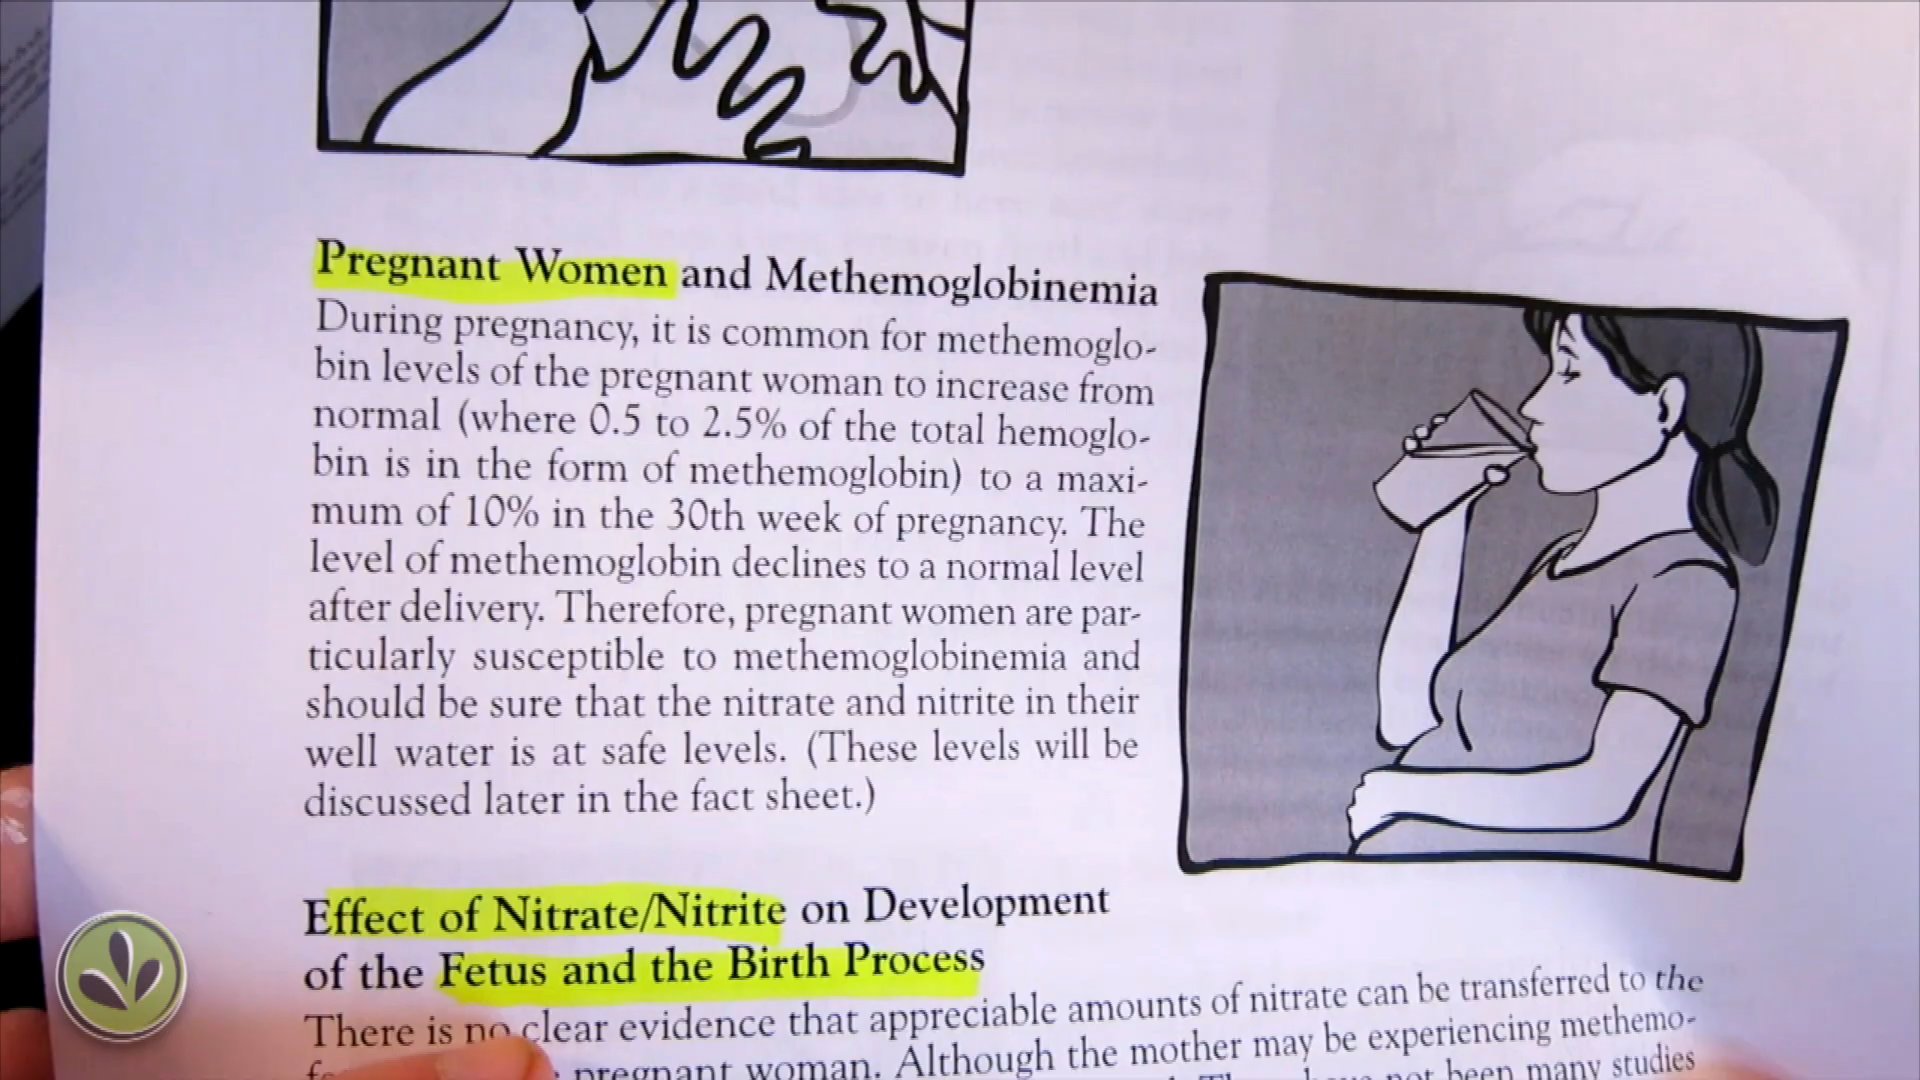 Pregnant Women and Methemoglobinemia
During pregnancy, it is common for methemoglo-
bin levels of the pregnant woman to increase from
normal (where 0.5 to 2.5% of the total hemoglo-
bin is in the form of methemoglobin) to a maxi-
mum of 10% in the 30th week of pregnancy. The
level of methemoglobin declines to a normal level
after delivery. Therefore, pregnant women are par-
ticularly susceptible to methemoglobinemia and
should be sure that the nitrate and nitrite in their
well water is at safe levels. (These levels will be
discussed later in the fact sheet.)
Effect of Nitrate/Nitrite on Development
of the Fetus and the Birth Process
There is no clear evidence that appreciable amounts of nitrate can be transferred to the
pregnant woman. Although the mother may be experiencing methemo-
not been many studies